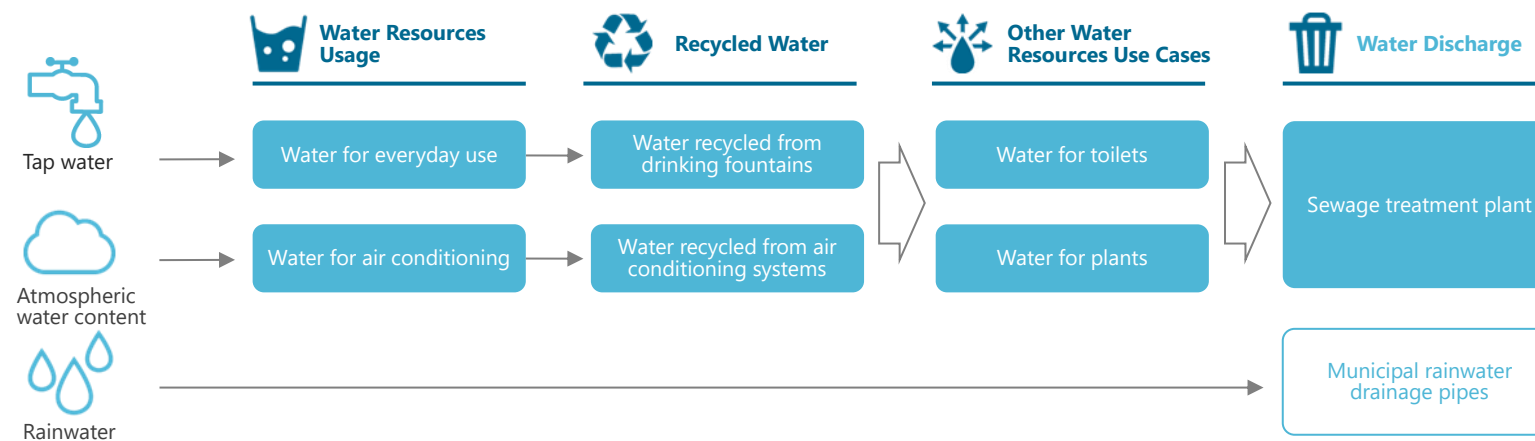 Water Resources
Usage
Recycled Water
Other Water
Resources Use Cases
Water Discharge
Tap water
Water for everyday use
Water recycled from
drinking fountains
Water for toilets
Sewage treatment plant
Atmospheric
water content
Water for air conditioning
Water recycled from air
conditioning systems
Water for plants
Rainwater
Municipal rainwater
drainage pipes